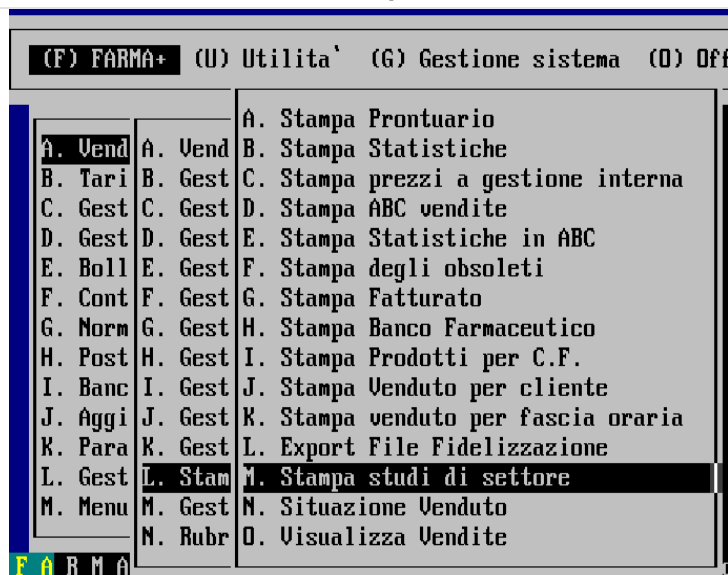 (F) FARMA+ (U) Utilita` (G) Gestione sistema (O) Off
A. Stampa Prontuario
A. Vend A. Vend B. Stampa Statistiche
B. Tari B. Gest C. Stampa prezzi a gestione interna
C. Gest C. Gest D. Stampa ABC vendite
D. Gest D. Gest E. Stampa Statistiche in ABC
E. Boll E. Gest F. Stampa degli obsoleti
F. Cont F. Gest G. Stampa Fatturato
G. Norm G. Gest H. Stampa Banco Farmaceutico
H. Post H. Gest I. Stampa Prodotti per C.F.
I. Banc I. Gest J. Stampa Venduto per cliente
J. Aggi J. Gest K. Stampa venduto per fascia oraria
K. Para K. Gest L. Export File Fidelizzazione
L. Gest L. Stam M. Stampa studi di settore
M. Menu M. Gest N. Situazione Venduto
N. Rubr O. Visualizza Vendite
F A R M A